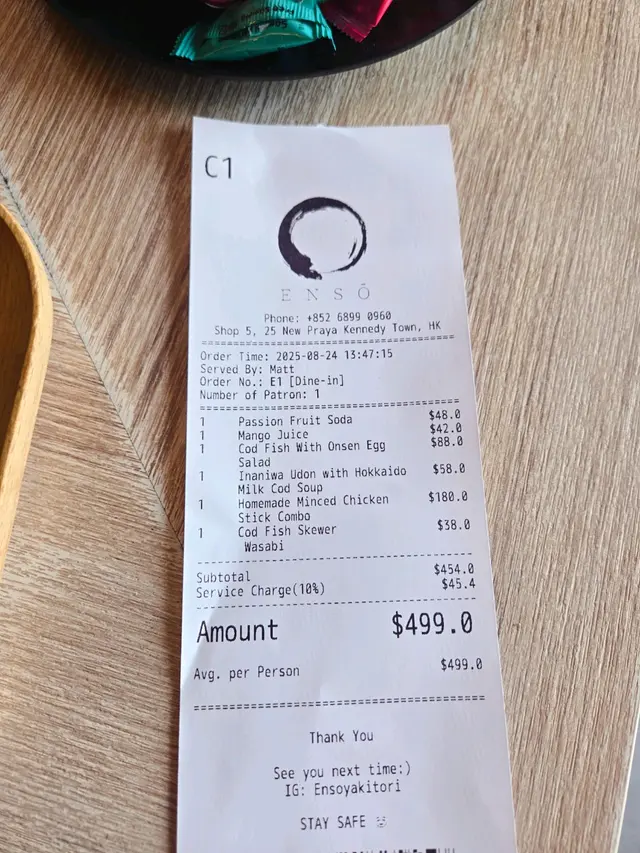 C1
ENSŌ
Phone: +852 6899 0960
Shop 5, 25 New Praya Kennedy Town, HK
Order Time: 2025-08-24 13:47:15
Served By: Matt
Order No.: E1 [Dine-in]
Number of Patron: 1
1 Passion Fruit Soda $48.0
1 Mango Juice $42.0
1 Cod Fish With Onsen Egg $88.0
Salad
1 Inaniwa Udon with Hokkaido $58.0
Milk Cod Soup
1 Homemade Minced Chicken $180.0
Stick Combo
1 Cod Fish Skewer $38.0
Wasabi
Subtotal $454.0
Service Charge(10%) $45.4
Amount $499.0
Avg. per Person $499.0
Thank You
See you next time:)
IG: Ensoyakitori
STAY SAFE